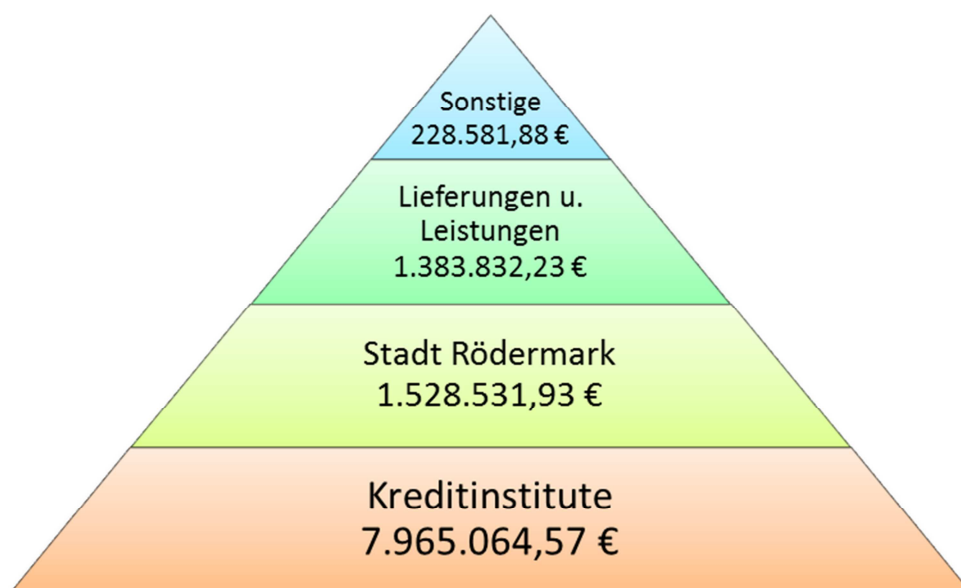 Sonstige
228.581,88 €
Lieferungen u.
Leistungen
1.383.832,23 €
Stadt Rödermark
1.528.531,93 €
Kreditinstitute
7.965.064,57 €